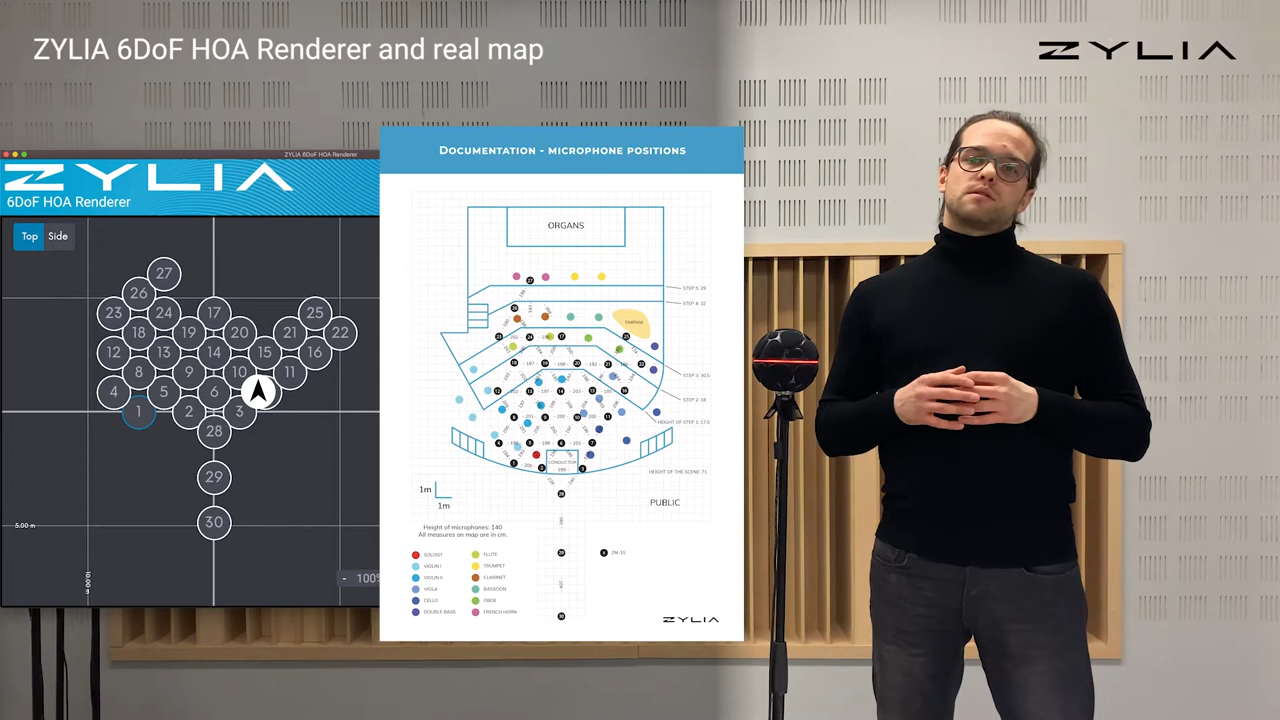 ZYLIA 6DoF HOA Renderer and real map
ZYLIA
ZYLIA 6DoF HOA Renderer
ZYLIA
6DoF HOA Renderer
Top Side
27
26
23 24 17 25
18 19 20 21 22
12 13 14 15 16
8 9 10 11
4 5 6
1 2 3
28
29
30
5.00 m
10.00 m
- 100%
DOCUMENTATION - MICROPHONE POSITIONS
ORGANS
STEP 5: 29
STEP 4: 32
TIMPANI
STEP 3: 30,5
STEP 2: 18
HEIGHT OF STEP 1: 17,5
CONDUCTOR
199
HEIGHT OF THE SCENE: 71
PUBLIC
1m
1m
Height of microphones: 140
All measures on map are in cm.
ZM-1S
SOLOIST
VIOLIN I
VIOLIN II
VIOLA
CELLO
DOUBLE BASS
FLUTE
TRUMPET
CLARINET
BASSOON
OBOE
FRENCH HORN
ZYLIA